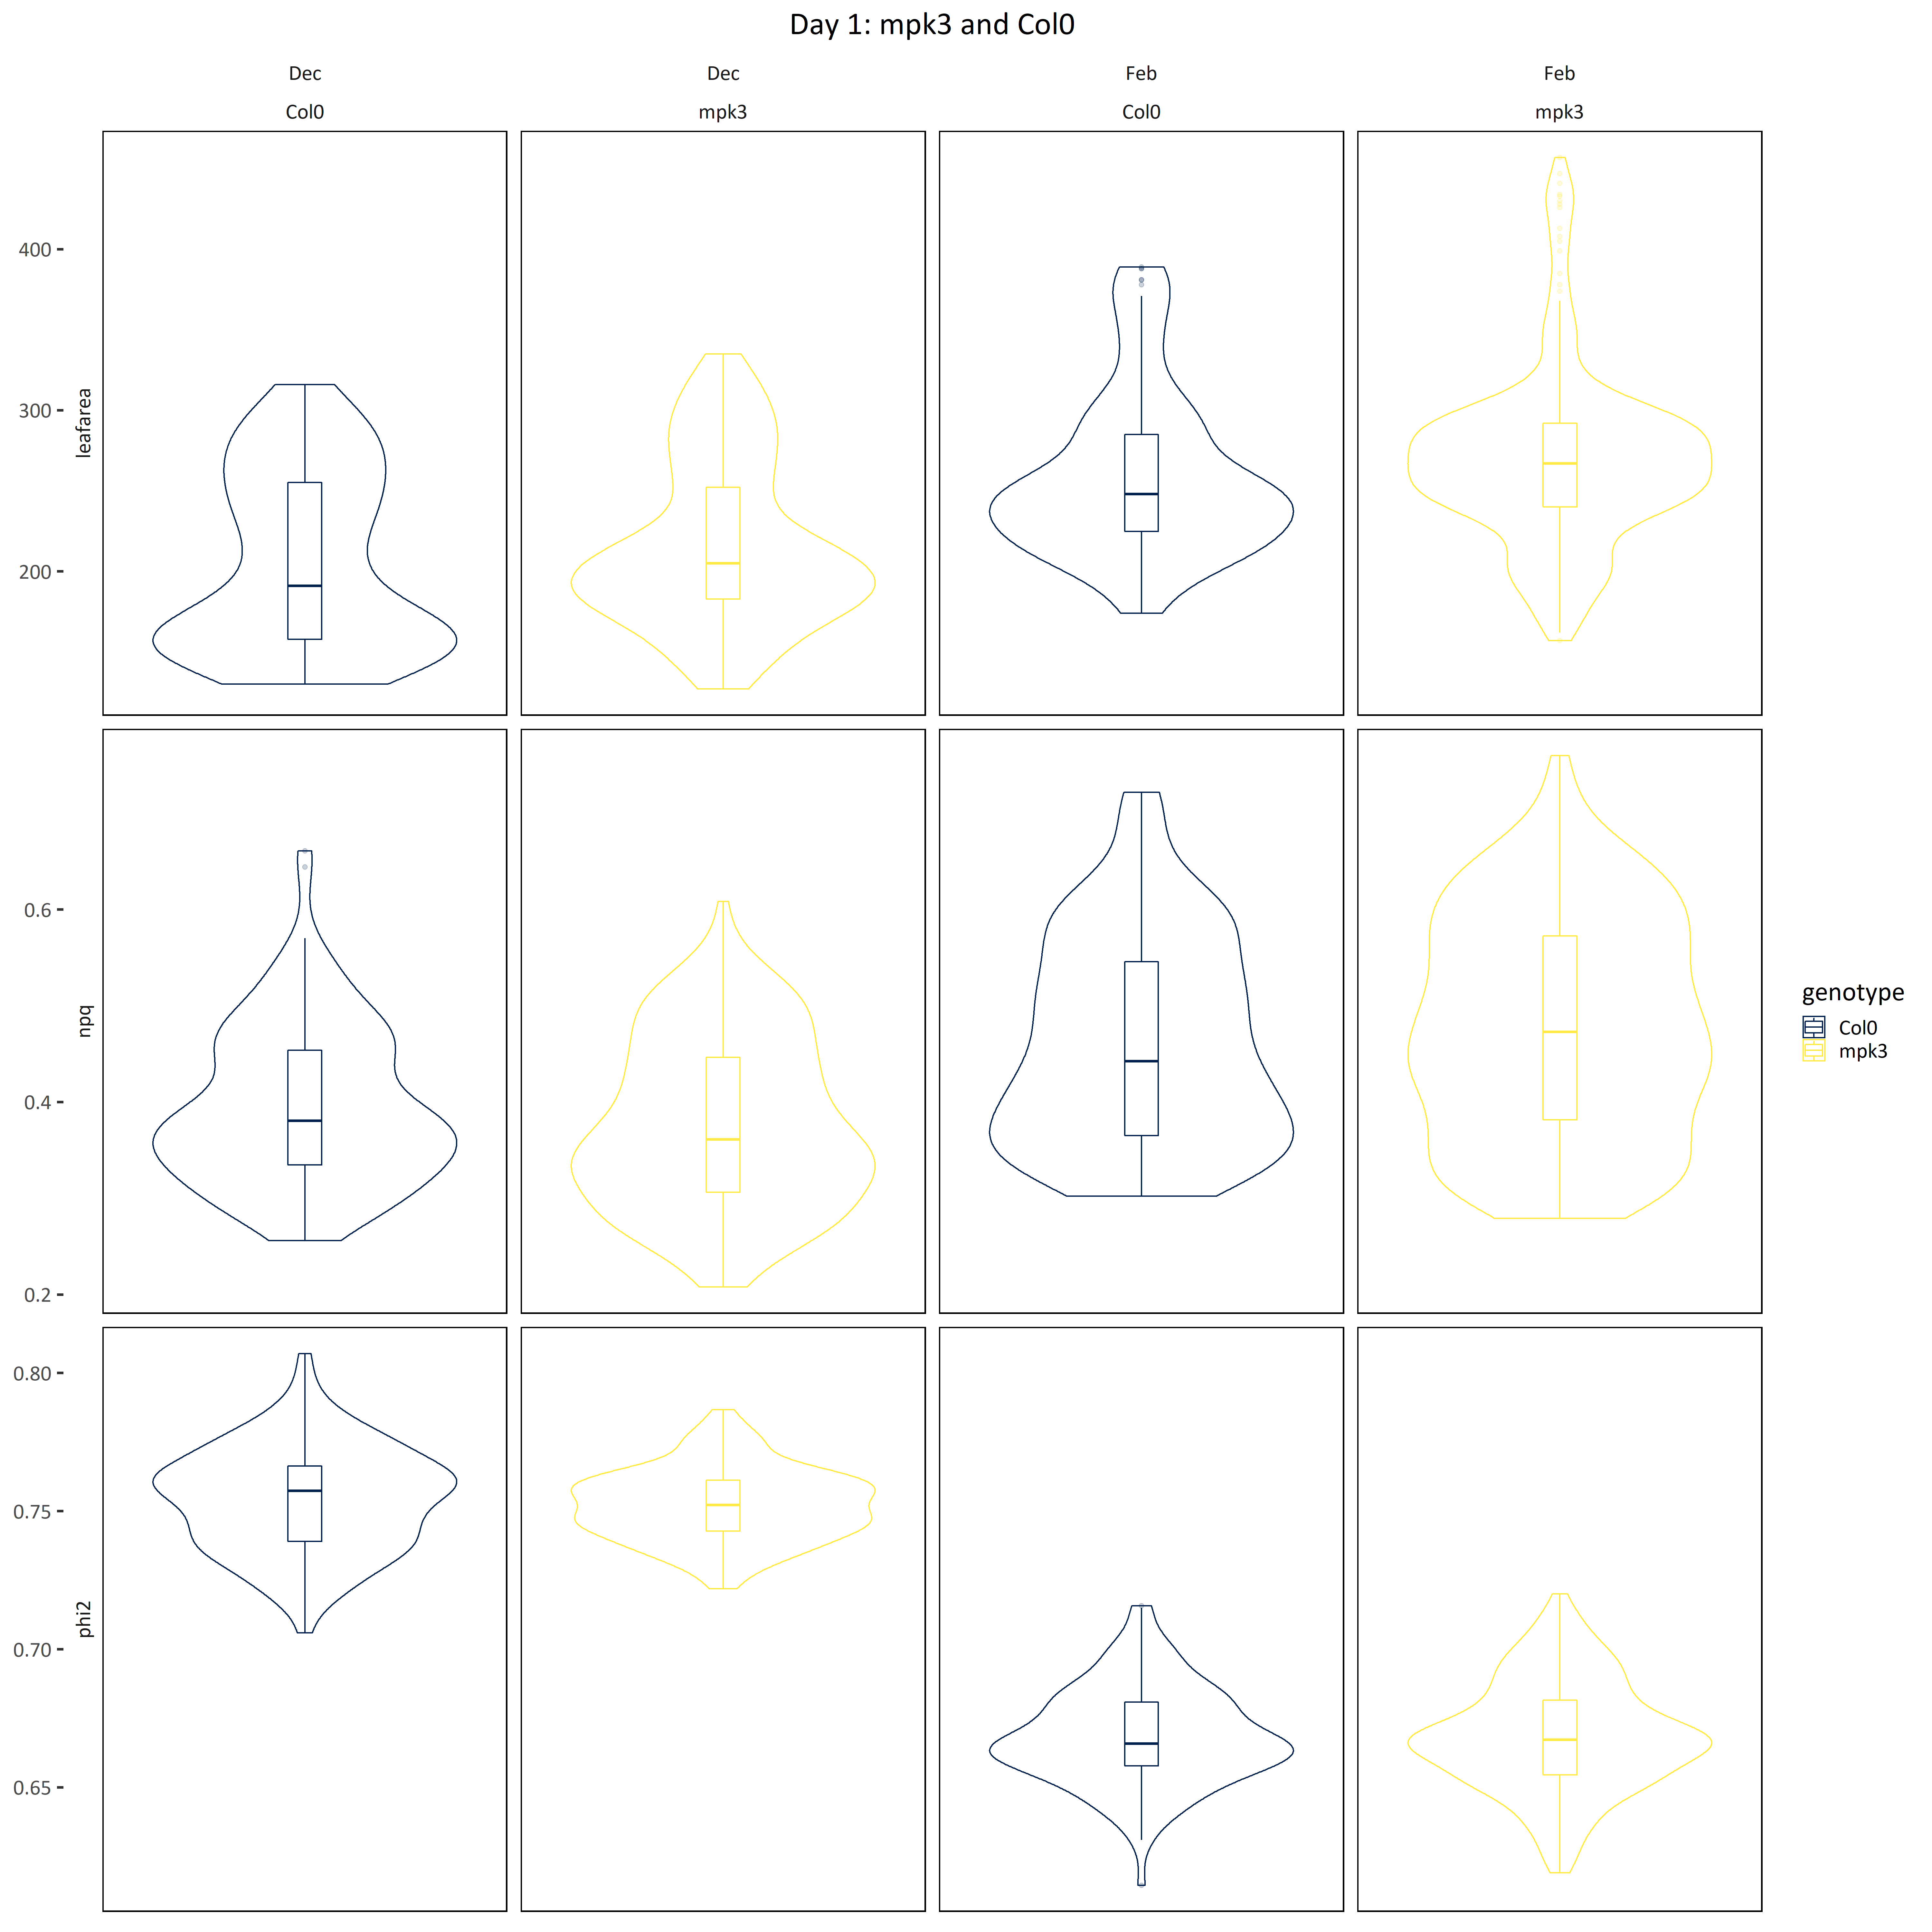 Day 1: mpk3 and Col0
Dec
Dec
Feb
Feb
Col0
mpk3
Col0
mpk3
400
300
200
leafarea
0.6
0.4
0.2
npq
0.80
0.75
0.70
0.65
phi2
genotype
Col0
mpk3